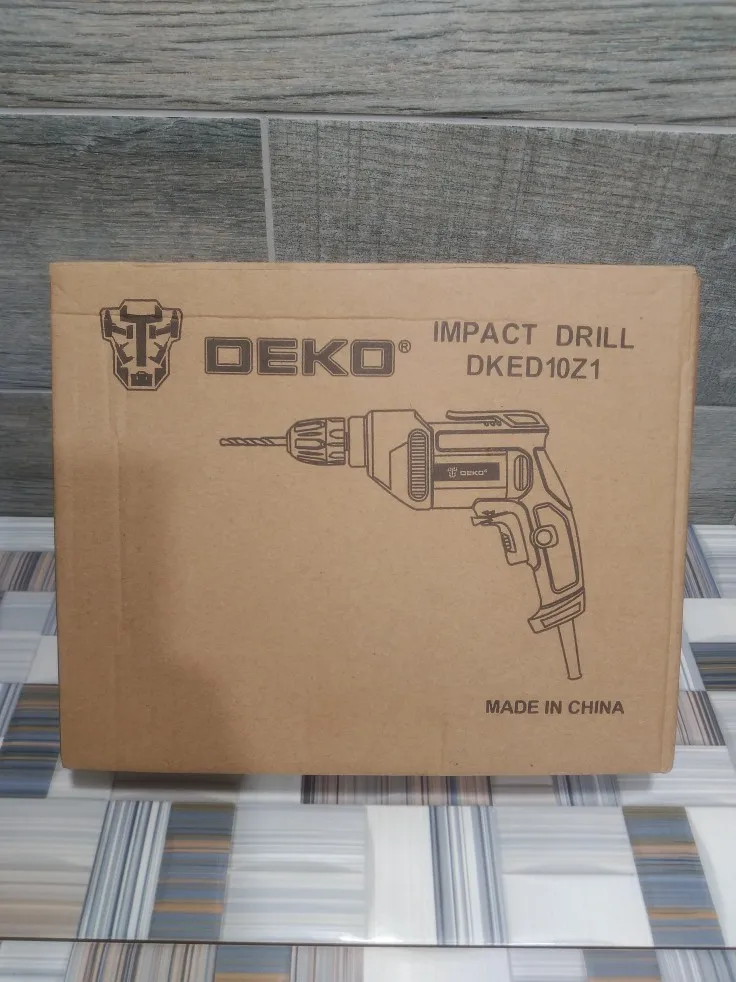 DEKO®
IMPACT DRILL
DKED10Z1
DEKO®
MADE IN CHINA